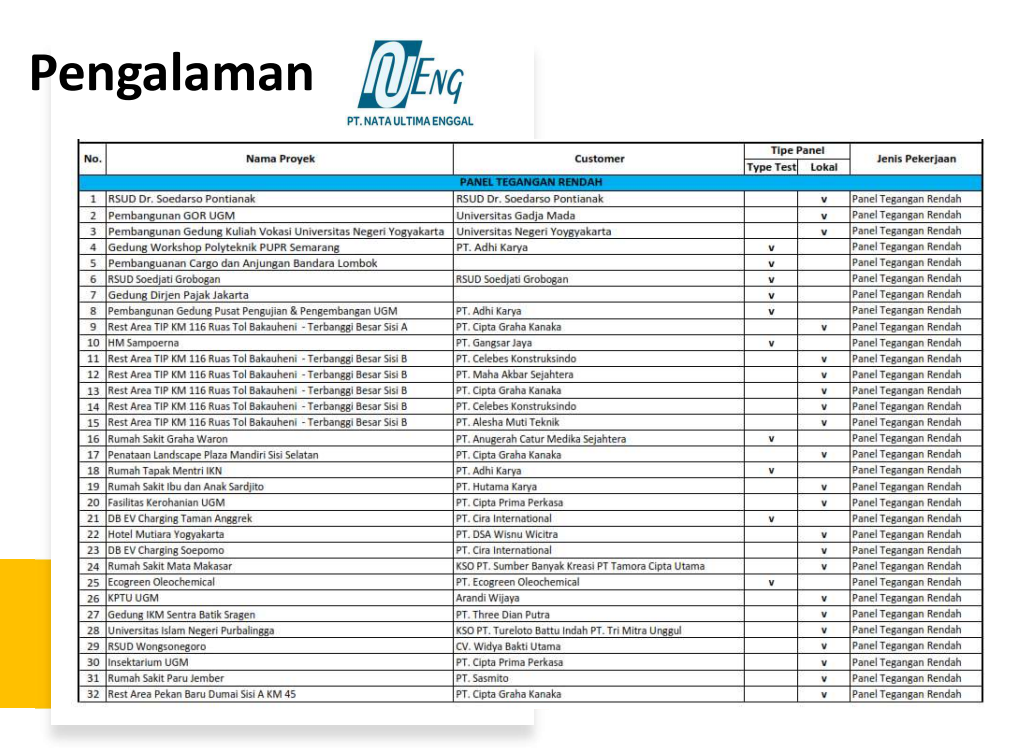 Pengalaman
NU ENG
PT. NATA ULTIMA ENGGAL
No. Nama Proyek Customer Tipe Panel Jenis Pekerjaan
Type Test Lokal
PANEL TEGANGAN RENDAH
1 RSUD Dr. Soedarso Pontianak RSUD Dr. Soedarso Pontianak v Panel Tegangan Rendah
2 Pembangunan GOR UGM Universitas Gadja Mada v Panel Tegangan Rendah
3 Pembangunan Gedung Kuliah Vokasi Universitas Negeri Yogyakarta Universitas Negeri Yoygyakarta v Panel Tegangan Rendah
4 Gedung Workshop Polyteknik PUPR Semarang PT. Adhi Karya v Panel Tegangan Rendah
5 Pembanguanan Cargo dan Anjungan Bandara Lombok v Panel Tegangan Rendah
6 RSUD Soedjati Grobogan RSUD Soedjati Grobogan v Panel Tegangan Rendah
7 Gedung Dirjen Pajak Jakarta v Panel Tegangan Rendah
8 Pembangunan Gedung Pusat Pengujian & Pengembangan UGM PT. Adhi Karya v Panel Tegangan Rendah
9 Rest Area TIP KM 116 Ruas Tol Bakauheni - Terbanggi Besar Sisi A PT. Cipta Graha Kanaka v Panel Tegangan Rendah
10 HM Sampoerna PT. Gangsar Jaya v Panel Tegangan Rendah
11 Rest Area TIP KM 116 Ruas Tol Bakauheni - Terbanggi Besar Sisi B PT. Celebes Konstruksindo v Panel Tegangan Rendah
12 Rest Area TIP KM 116 Ruas Tol Bakauheni - Terbanggi Besar Sisi B PT. Maha Akbar Sejahtera v Panel Tegangan Rendah
13 Rest Area TIP KM 116 Ruas Tol Bakauheni - Terbanggi Besar Sisi B PT. Cipta Graha Kanaka v Panel Tegangan Rendah
14 Rest Area TIP KM 116 Ruas Tol Bakauheni - Terbanggi Besar Sisi B PT. Celebes Konstruksindo v Panel Tegangan Rendah
15 Rest Area TIP KM 116 Ruas Tol Bakauheni - Terbanggi Besar Sisi B PT. Alesha Muti Teknik v Panel Tegangan Rendah
16 Rumah Sakit Graha Waron PT. Anugerah Catur Medika Sejahtera v Panel Tegangan Rendah
17 Penataan Landscape Plaza Mandiri Sisi Selatan PT. Cipta Graha Kanaka v Panel Tegangan Rendah
18 Rumah Tapak Mentri IKN PT. Adhi Karya v Panel Tegangan Rendah
19 Rumah Sakit Ibu dan Anak Sardjito PT. Hutama Karya v Panel Tegangan Rendah
20 Fasilitas Kerohanian UGM PT. Cipta Prima Perkasa v Panel Tegangan Rendah
21 DB EV Charging Taman Anggrek PT. Cira International v Panel Tegangan Rendah
22 Hotel Mutiara Yogyakarta PT. DSA Wisnu Wicitra v Panel Tegangan Rendah
23 DB EV Charging Soepomo PT. Cira International v Panel Tegangan Rendah
24 Rumah Sakit Mata Makasar KSO PT. Sumber Banyak Kreasi PT Tamora Cipta Utama v Panel Tegangan Rendah
25 Ecogreen Oleochemical PT. Ecogreen Oleochemical v Panel Tegangan Rendah
26 KPTU UGM Arandi Wijaya v Panel Tegangan Rendah
27 Gedung IKM Sentra Batik Sragen PT. Three Dian Putra v Panel Tegangan Rendah
28 Universitas Islam Negeri Purbalingga KSO PT. Tureloto Battu Indah PT. Tri Mitra Unggul v Panel Tegangan Rendah
29 RSUD Wongsonegoro CV. Widya Bakti Utama v Panel Tegangan Rendah
30 Insektarium UGM PT. Cipta Prima Perkasa v Panel Tegangan Rendah
31 Rumah Sakit Paru Jember PT. Sasmito v Panel Tegangan Rendah
32 Rest Area Pekan Baru Dumai Sisi A KM 45 PT. Cipta Graha Kanaka v Panel Tegangan Rendah